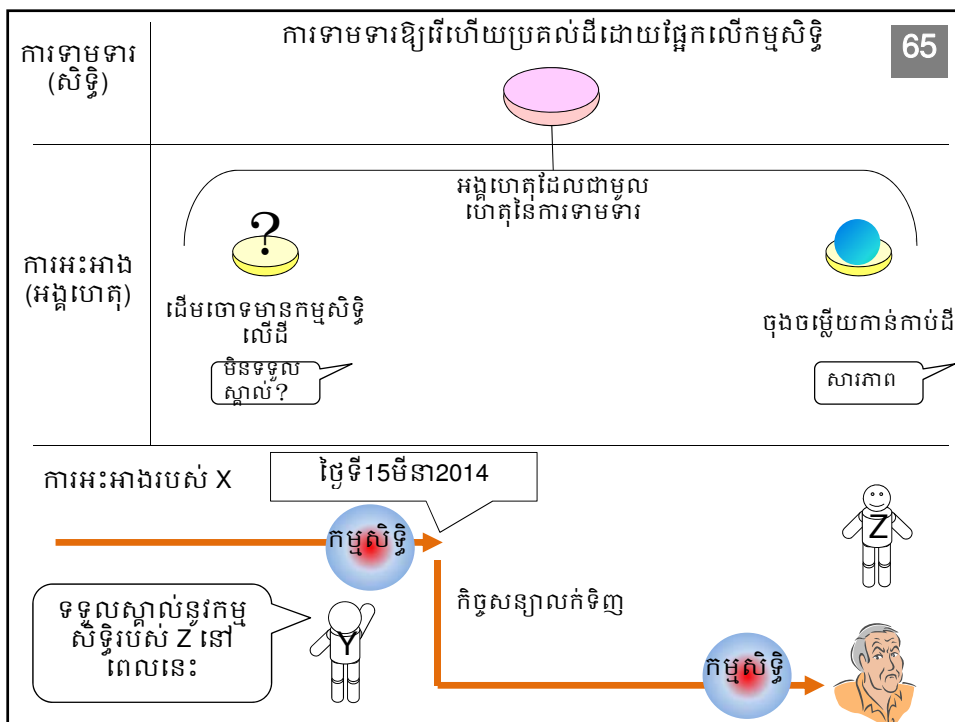 ការទាមទារ
(សិទ្ធិ)
ការទាមទារឱ្យរើហើយប្រគល់ដីដោយផ្អែកលើកម្មសិទ្ធិ
65
ការអះអាង
(អង្គហេតុ)
អង្គហេតុដែលជាមូល
ហេតុនៃការទាមទារ
?
ដើមចោទមានកម្មសិទ្ធិ
លើដី
ចុងចម្លើយកាន់កាប់ដី
មិនទទួល
ស្គាល់?
សារភាព
ការអះអាងរបស់ X
ថ្ងៃទី15មីនា2014
កម្មសិទ្ធិ
Z
ទទួលស្គាល់នូវកម្ម
សិទ្ធិរបស់ Z នៅ
ពេលនេះ
Y
កិច្ចសន្យាលក់ទិញ
កម្មសិទ្ធិ